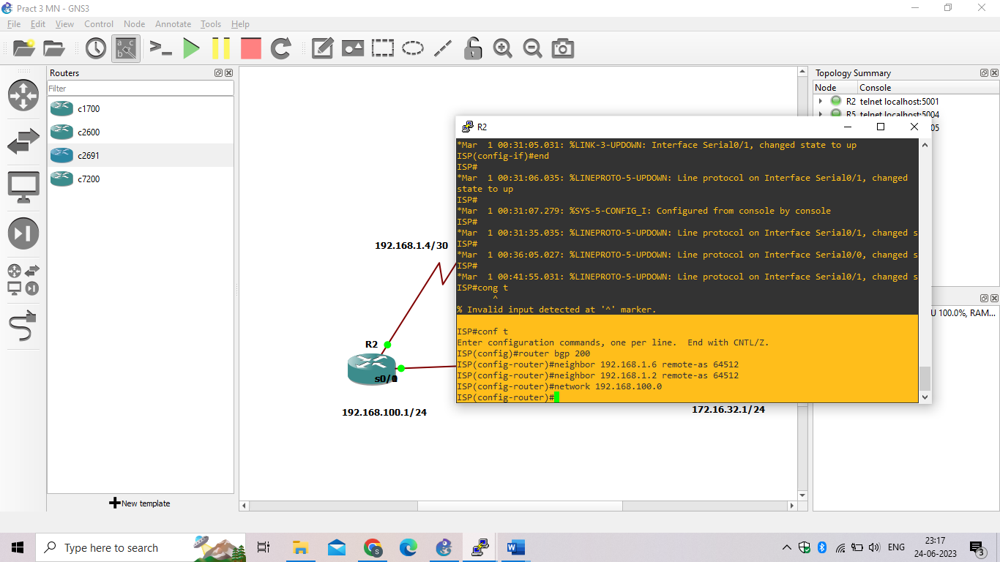 Pract 3 MN - GNS3
File Edit View Control Node Annotate Tools Help
Routers
Filter
c1700
c2600
c2691
c7200
New template
192.168.1.4/30
R2
s0/0
192.168.100.1/24
172.16.32.1/24
Topology Summary
Node Console
R2 telnet localhost:5001
R5 telnet localhost:5004
05
U 100.0%, RAM...
R2
*Mar  1 00:31:05.031: %LINK-3-UPDOWN: Interface Serial0/1, changed state to up
ISP(config-if)#end
ISP#
*Mar  1 00:31:06.035: %LINEPROTO-5-UPDOWN: Line protocol on Interface Serial0/1, changed
state to up
ISP#
*Mar  1 00:31:07.279: %SYS-5-CONFIG_I: Configured from console by console
ISP#
*Mar  1 00:31:35.035: %LINEPROTO-5-UPDOWN: Line protocol on Interface Serial0/1, changed s
ISP#
*Mar  1 00:36:05.027: %LINEPROTO-5-UPDOWN: Line protocol on Interface Serial0/0, changed s
ISP#
*Mar  1 00:41:55.031: %LINEPROTO-5-UPDOWN: Line protocol on Interface Serial0/1, changed s
ISP#cong t
^
% Invalid input detected at '^' marker.
ISP#conf t
Enter configuration commands, one per line.  End with CNTL/Z.
ISP(config)#router bgp 200
ISP(config-router)#neighbor 192.168.1.6 remote-as 64512
ISP(config-router)#neighbor 192.168.1.2 remote-as 64512
ISP(config-router)#network 192.168.100.0
ISP(config-router)#
Type here to search
ENG
23:17
24-06-2023
3